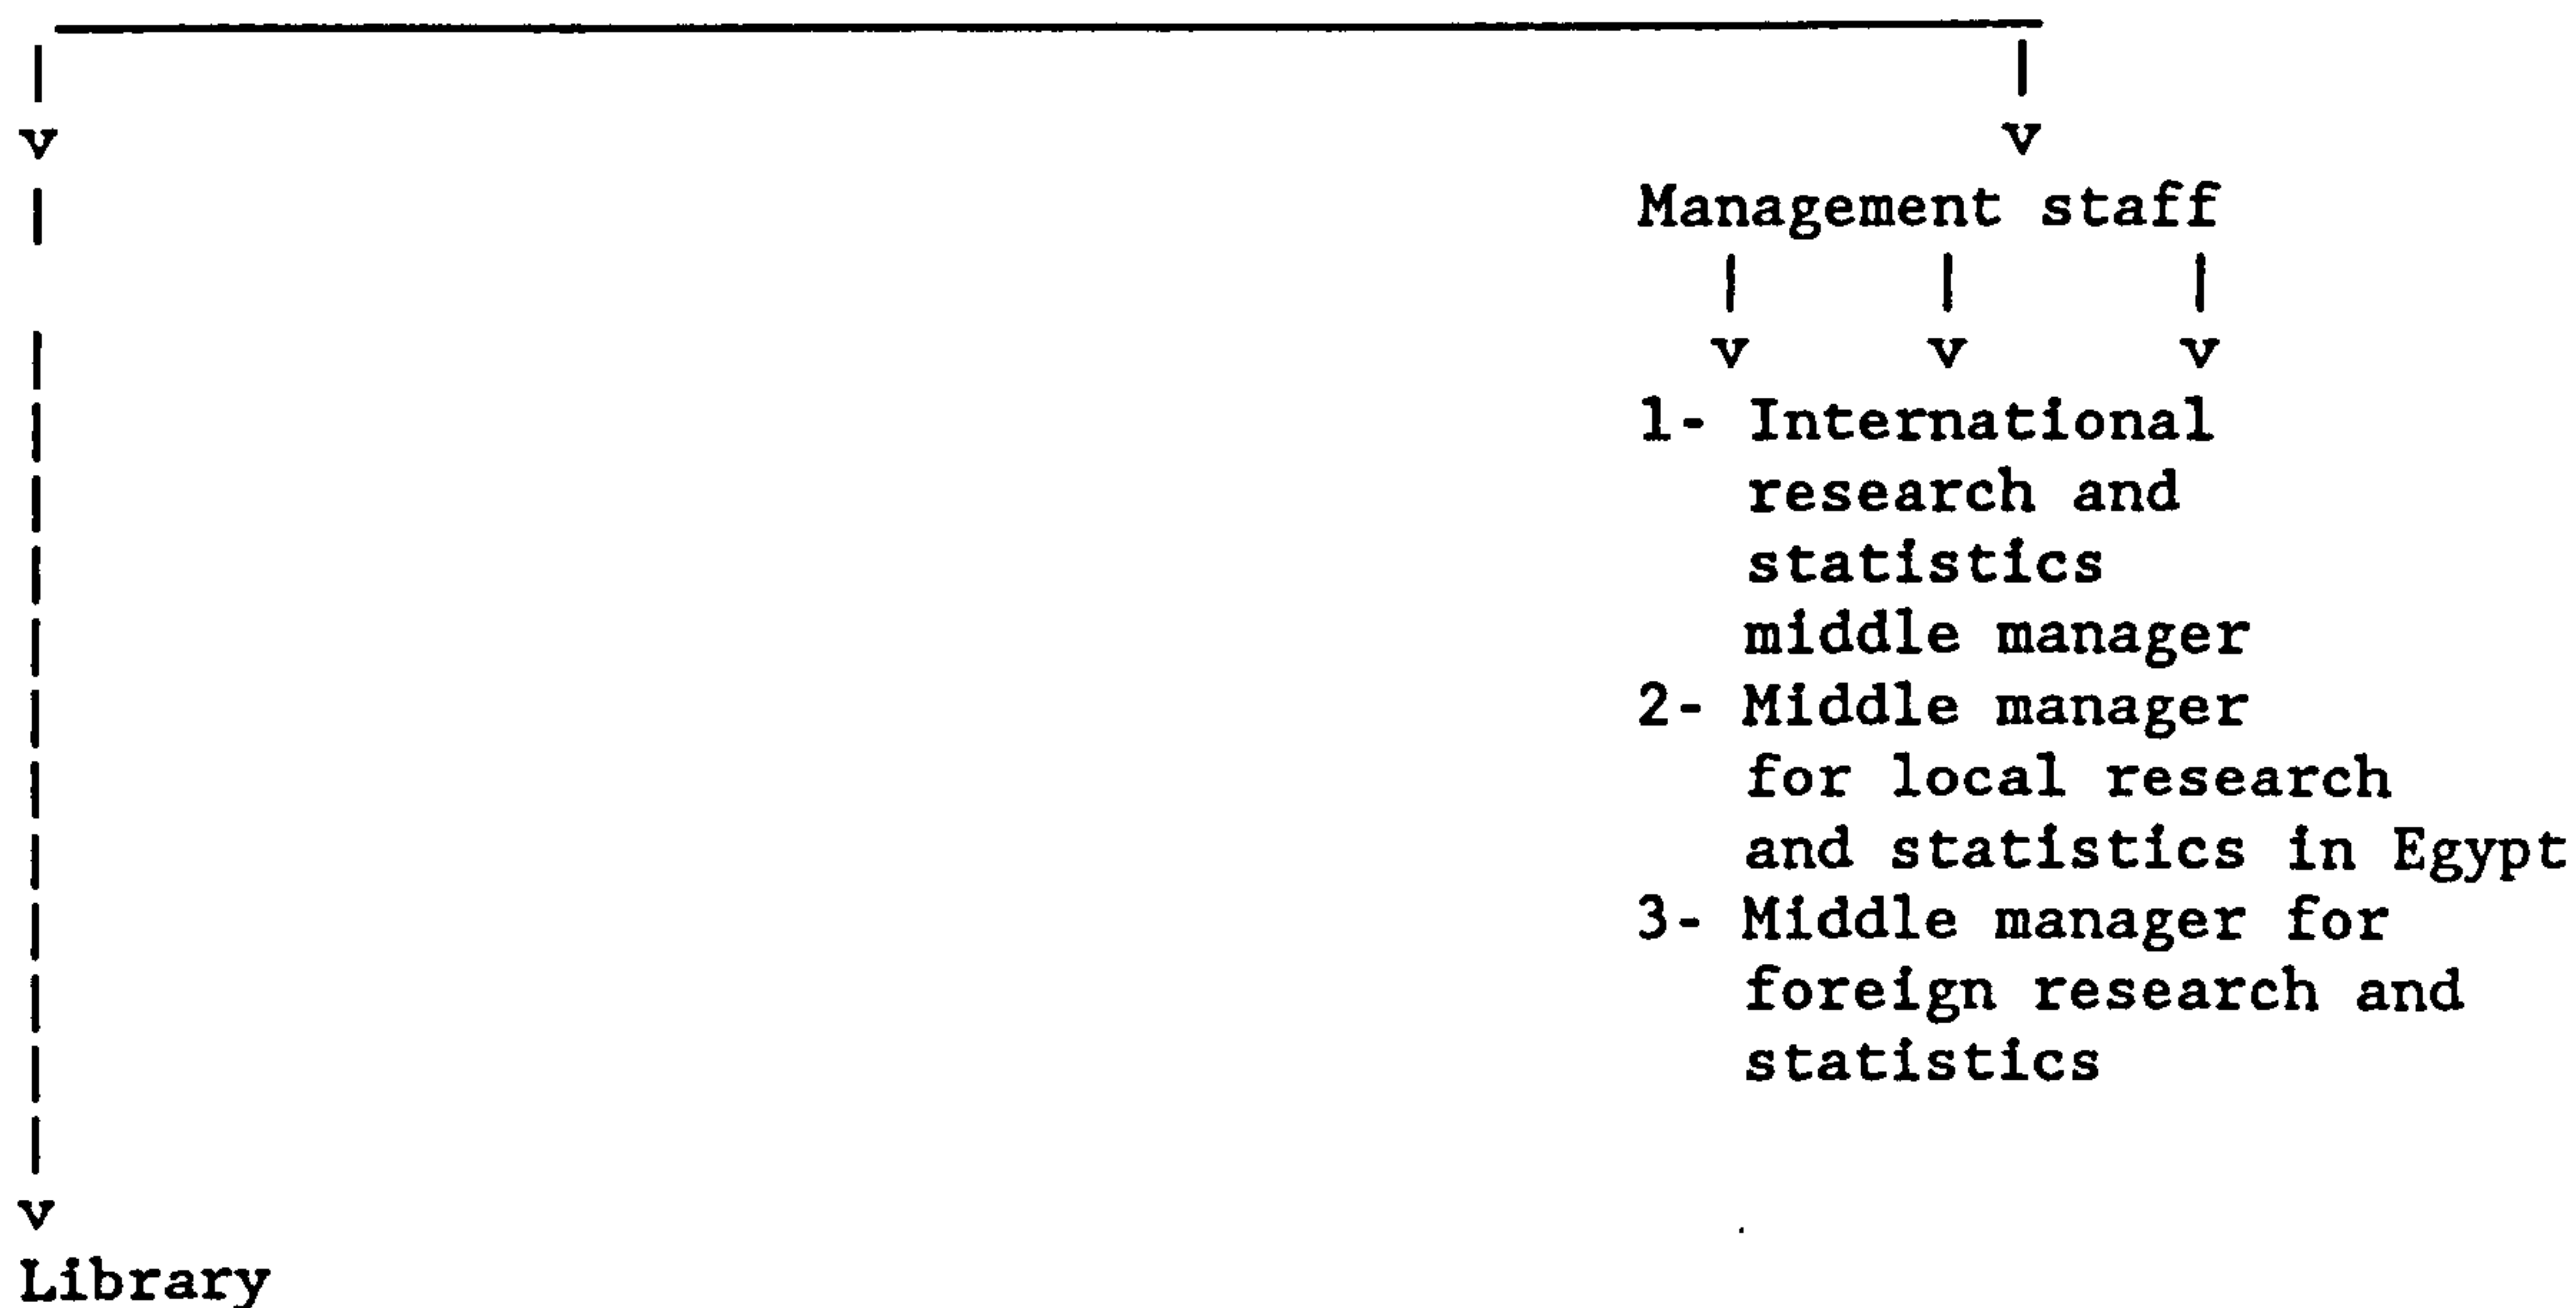 Management staff
1- International
research and
statistics
middle manager
2- Middle manager
for local research
and statistics in Egypt
3- Middle manager for
foreign research and
statistics
Library